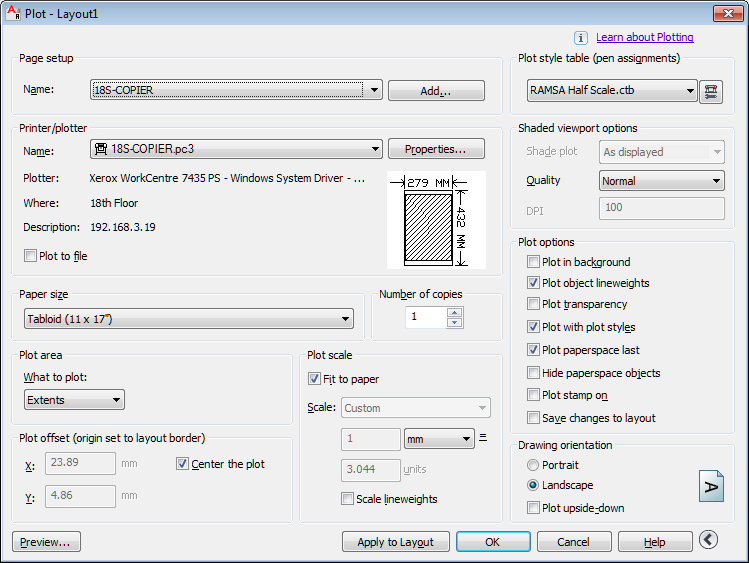 Plot - Layout1
Learn about Plotting
Page setup
Name:
18S-COPIER
Add...
Printer/plotter
Name:
18S-COPIER.pc3
Properties...
Plotter:
Xerox WorkCentre 7435 PS - Windows System Driver - ...
Where:
18th Floor
Description:
192.168.3.19
Plot to file
279 MM
432 MM
Paper size
Tabloid (11 x 17")
Number of copies
1
Plot area
What to plot:
Extents
Plot offset (origin set to layout border)
X:
23.89
mm
Center the plot
Y:
4.86
mm
Plot scale
Fit to paper
Scale:
Custom
1
mm
=
3.044
units
Scale lineweights
Plot style table (pen assignments)
RAMSA Half Scale.ctb
Shaded viewport options
Shade plot
As displayed
Quality
Normal
DPI
100
Plot options
Plot in background
Plot object lineweights
Plot transparency
Plot with plot styles
Plot paperspace last
Hide paperspace objects
Plot stamp on
Save changes to layout
Drawing orientation
Portrait
Landscape
Plot upside-down
A
Preview...
Apply to Layout
OK
Cancel
Help